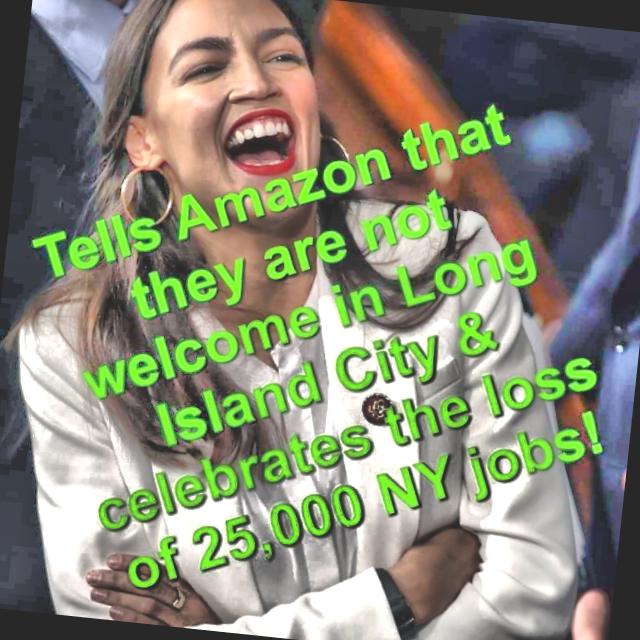 Tells Amazon that
they are not
welcome in Long
Island City &
celebrates the loss
of 25,000 NY jobs!